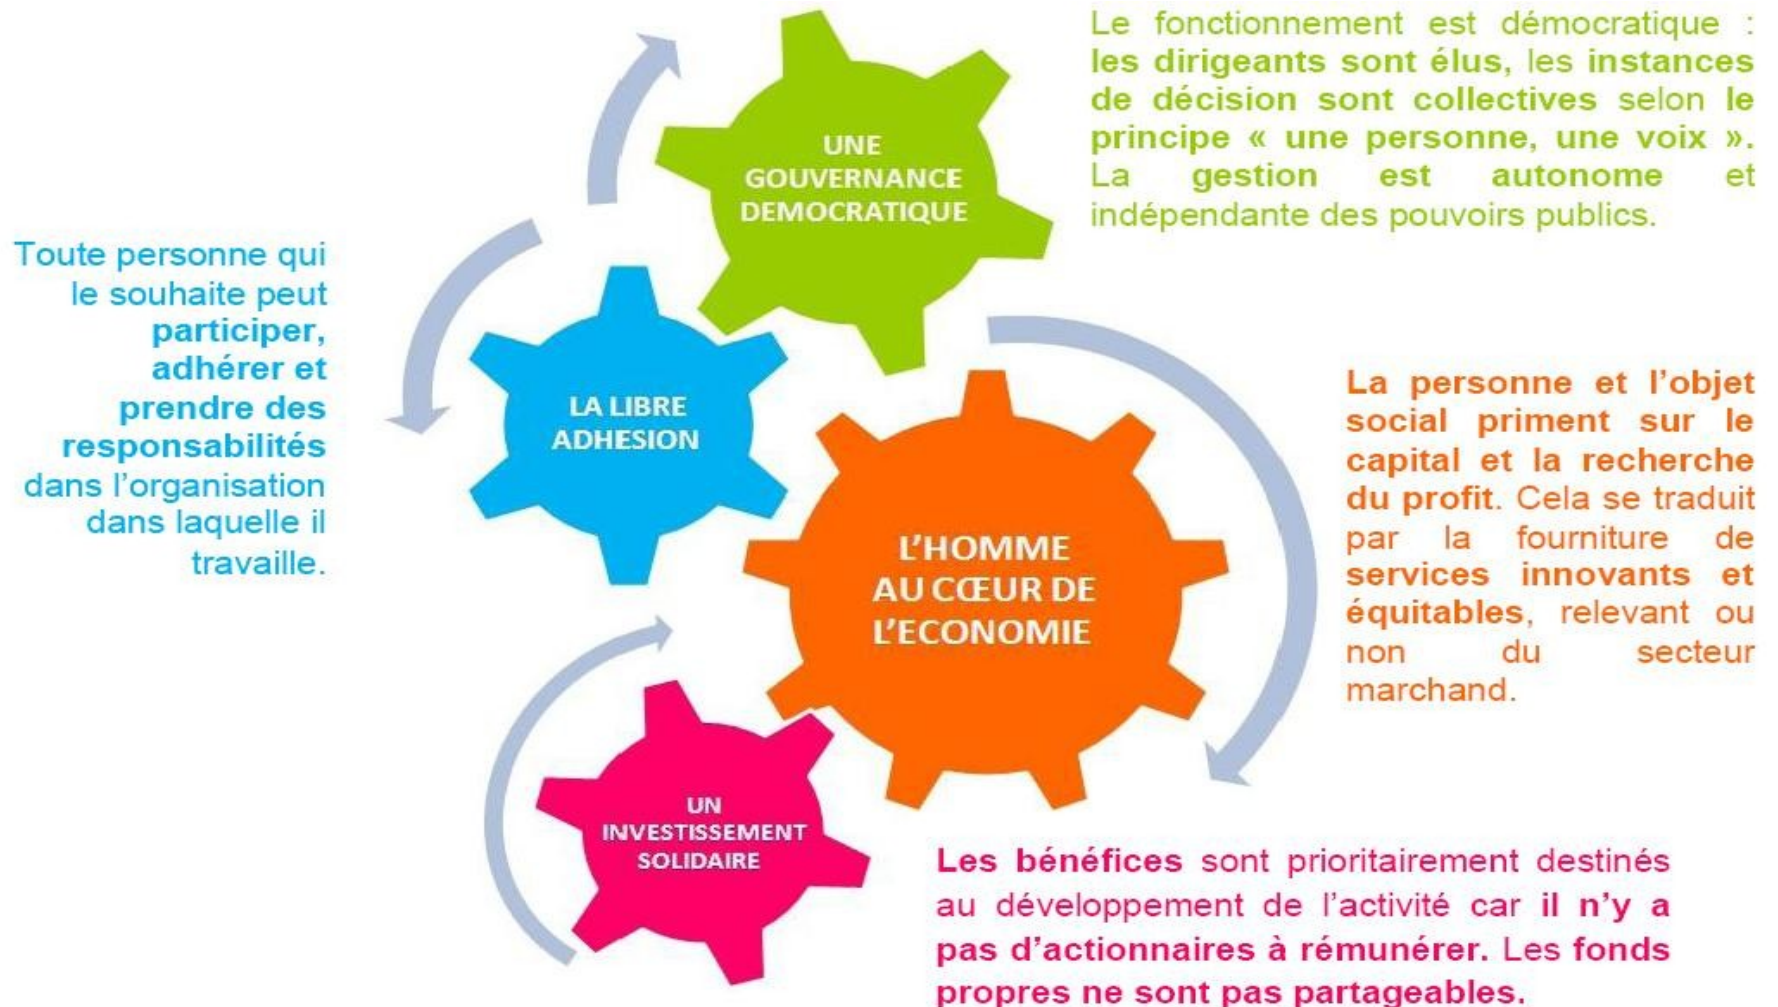 UNE
GOUVERNANCE
DEMOCRATIQUE
Le fonctionnement est démocratique :
les dirigeants sont élus, les instances
de décision sont collectives selon le
principe « une personne, une voix ».
La gestion est autonome et
indépendante des pouvoirs publics.
Toute personne qui
le souhaite peut
participer,
adhérer et
prendre des
responsabilités
dans l’organisation
dans laquelle il
travaille.
LA LIBRE
ADHESION
L’HOMME
AU CŒUR DE
L’ECONOMIE
La personne et l’objet
social priment sur le
capital et la recherche
du profit. Cela se traduit
par la fourniture de
services innovants et
équitables, relevant ou
non du secteur
marchand.
UN
INVESTISSEMENT
SOLIDAIRE
Les bénéfices sont prioritairement destinés
au développement de l’activité car il n’y a
pas d’actionnaires à rémunérer. Les fonds
propres ne sont pas partageables.